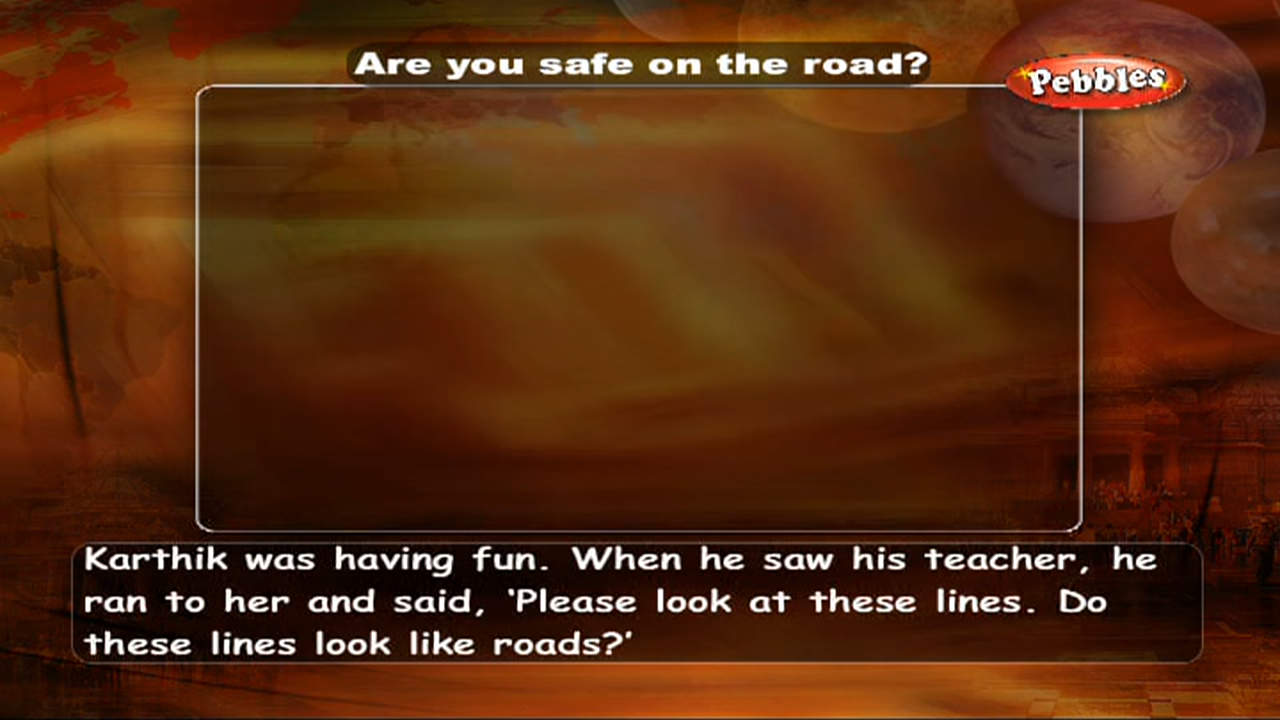 Are you safe on the road?
Pebbles
Karthik was having fun. When he saw his teacher, he
ran to her and said, ‘Please look at these lines. Do
these lines look like roads?’